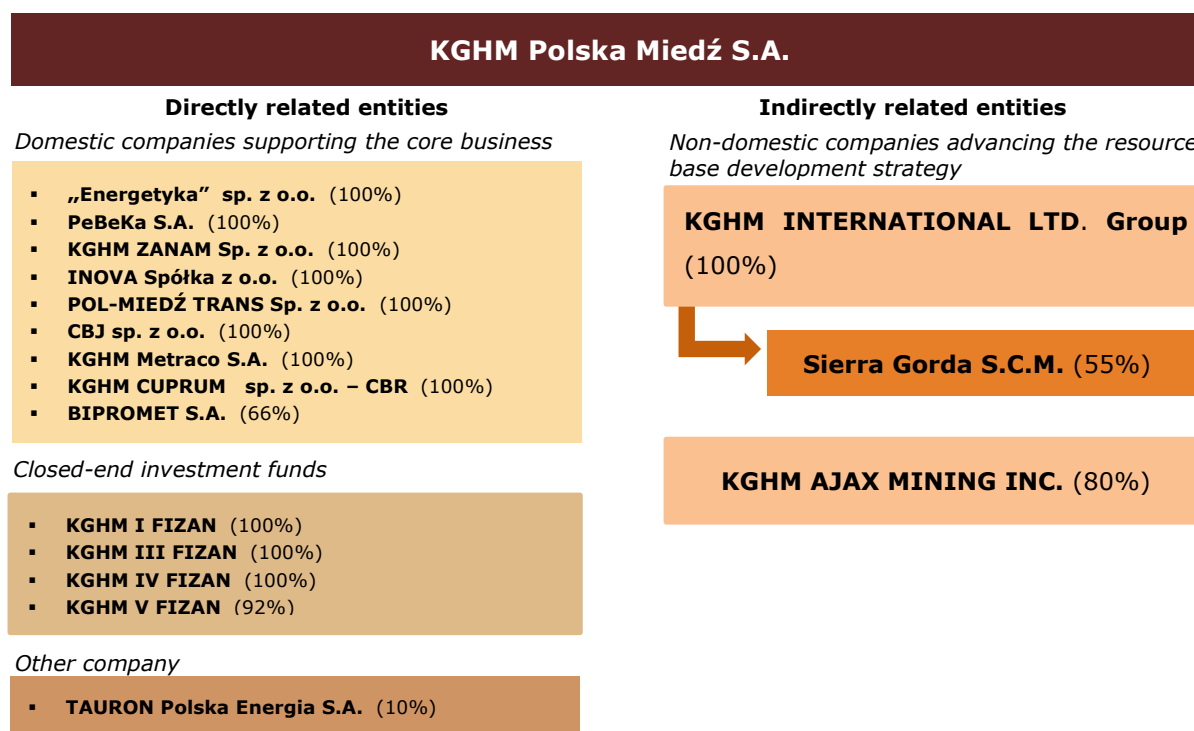 KGHM Polska Miedź S.A.
Directly related entities
Domestic companies supporting the core business
▪ „Energetyka” sp. z o.o. (100%)
▪ PeBeKa S.A. (100%)
▪ KGHM ZANAM Sp. z o.o. (100%)
▪ INOVA Spółka z o.o. (100%)
▪ POL-MIEDŹ TRANS Sp. z o.o. (100%)
▪ CBJ sp. z o.o. (100%)
▪ KGHM Metraco S.A. (100%)
▪ KGHM CUPRUM sp. z o.o. – CBR (100%)
▪ BIPROMET S.A. (66%)
Closed-end investment funds
▪ KGHM I FIZAN (100%)
▪ KGHM III FIZAN (100%)
▪ KGHM IV FIZAN (100%)
▪ KGHM V FIZAN (92%)
Other company
▪ TAURON Polska Energia S.A. (10%)
Indirectly related entities
Non-domestic companies advancing the resource
base development strategy
KGHM INTERNATIONAL LTD. Group
(100%)
Sierra Gorda S.C.M. (55%)
KGHM AJAX MINING INC. (80%)